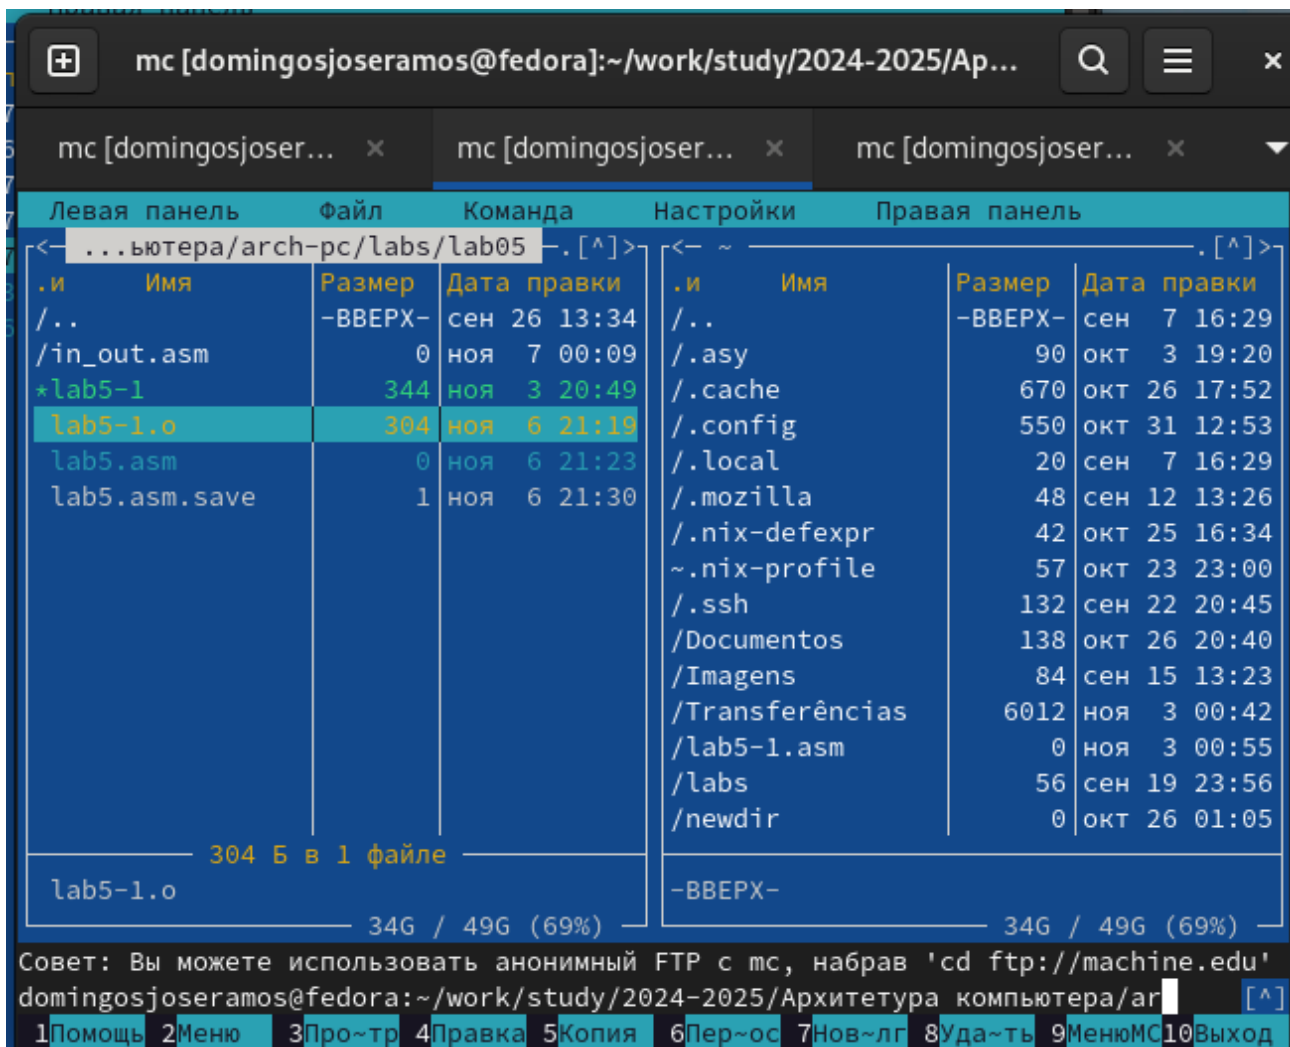 mc [domingosjoseramos@fedora]:~/work/study/2024-2025/Ap...
mc [domingosjoser... × mc [domingosjoser... × mc [domingosjoser... ×
Левая панель Файл Команда Настройки Правая панель
<─ ...ьютера/arch-pc/labs/lab05 ─.[^]>
.и Имя Размер Дата правки
/.. -ВВЕРХ- сен 26 13:34
/in_out.asm 0 ноя 7 00:09
*lab5-1 344 ноя 3 20:49
lab5-1.o 304 ноя 6 21:19
lab5.asm 0 ноя 6 21:23
lab5.asm.save 1 ноя 6 21:30
304 Б в 1 файле
lab5-1.o
34G / 49G (69%)
<─ ~ ─.[^]>
.и Имя Размер Дата правки
/.. -ВВЕРХ- сен 7 16:29
/.asy 90 окт 3 19:20
/.cache 670 окт 26 17:52
/.config 550 окт 31 12:53
/.local 20 сен 7 16:29
/.mozilla 48 сен 12 13:26
/.nix-defexpr 42 окт 25 16:34
~.nix-profile 57 окт 23 23:00
/.ssh 132 сен 22 20:45
/Documentos 138 окт 26 20:40
/Imagens 84 сен 15 13:23
/Transferências 6012 ноя 3 00:42
/lab5-1.asm 0 ноя 3 00:55
/labs 56 сен 19 23:56
/newdir 0 окт 26 01:05
-ВВЕРХ-
34G / 49G (69%)
Совет: Вы можете использовать анонимный FTP с mc, набрав 'cd ftp://machine.edu'
domingosjoseramos@fedora:~/work/study/2024-2025/Архитетура компьютера/ar [^]
1Помощь 2Меню 3Про~тр 4Правка 5Копия 6Пер~ос 7Нов~лг 8Уда~ть 9МенюМС 10Выход